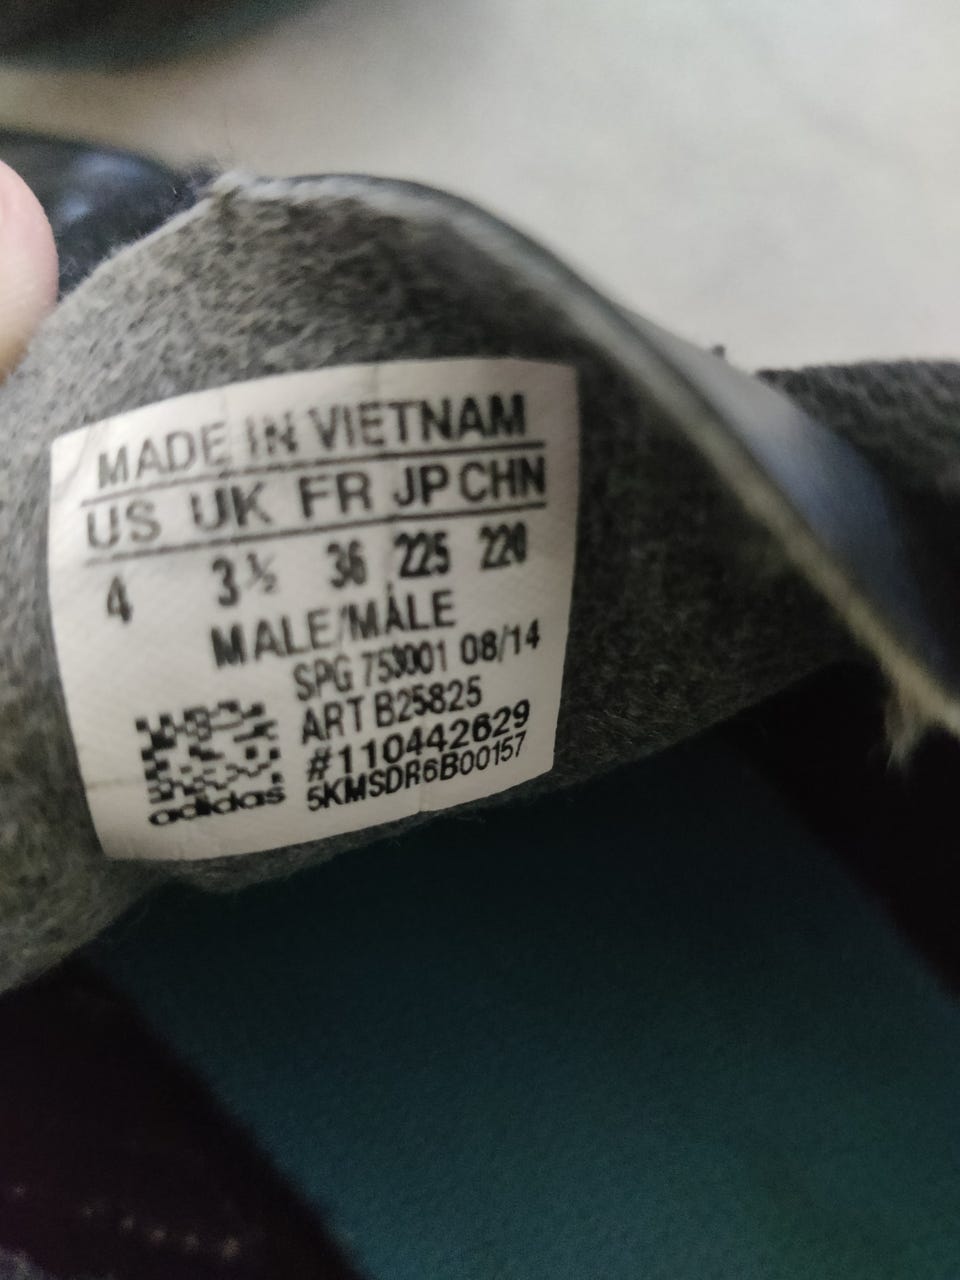 MADE IN VIETNAM
US UK FR JP CHN
4 3½ 36 225 220
MALE/MÂLE
SPG 753001 08/14
ART B25825
#110442629
5KMSDR6B00157
adidas